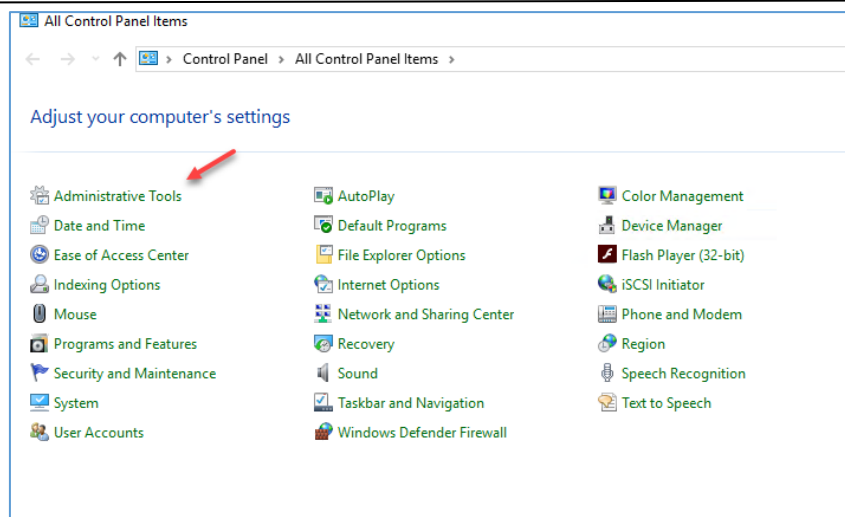 All Control Panel Items
Control Panel > All Control Panel Items >
Adjust your computer's settings
Administrative Tools AutoPlay Color Management
Date and Time Default Programs Device Manager
Ease of Access Center File Explorer Options Flash Player (32-bit)
Indexing Options Internet Options iSCSI Initiator
Mouse Network and Sharing Center Phone and Modem
Programs and Features Recovery Region
Security and Maintenance Sound Speech Recognition
System Taskbar and Navigation Text to Speech
User Accounts Windows Defender Firewall